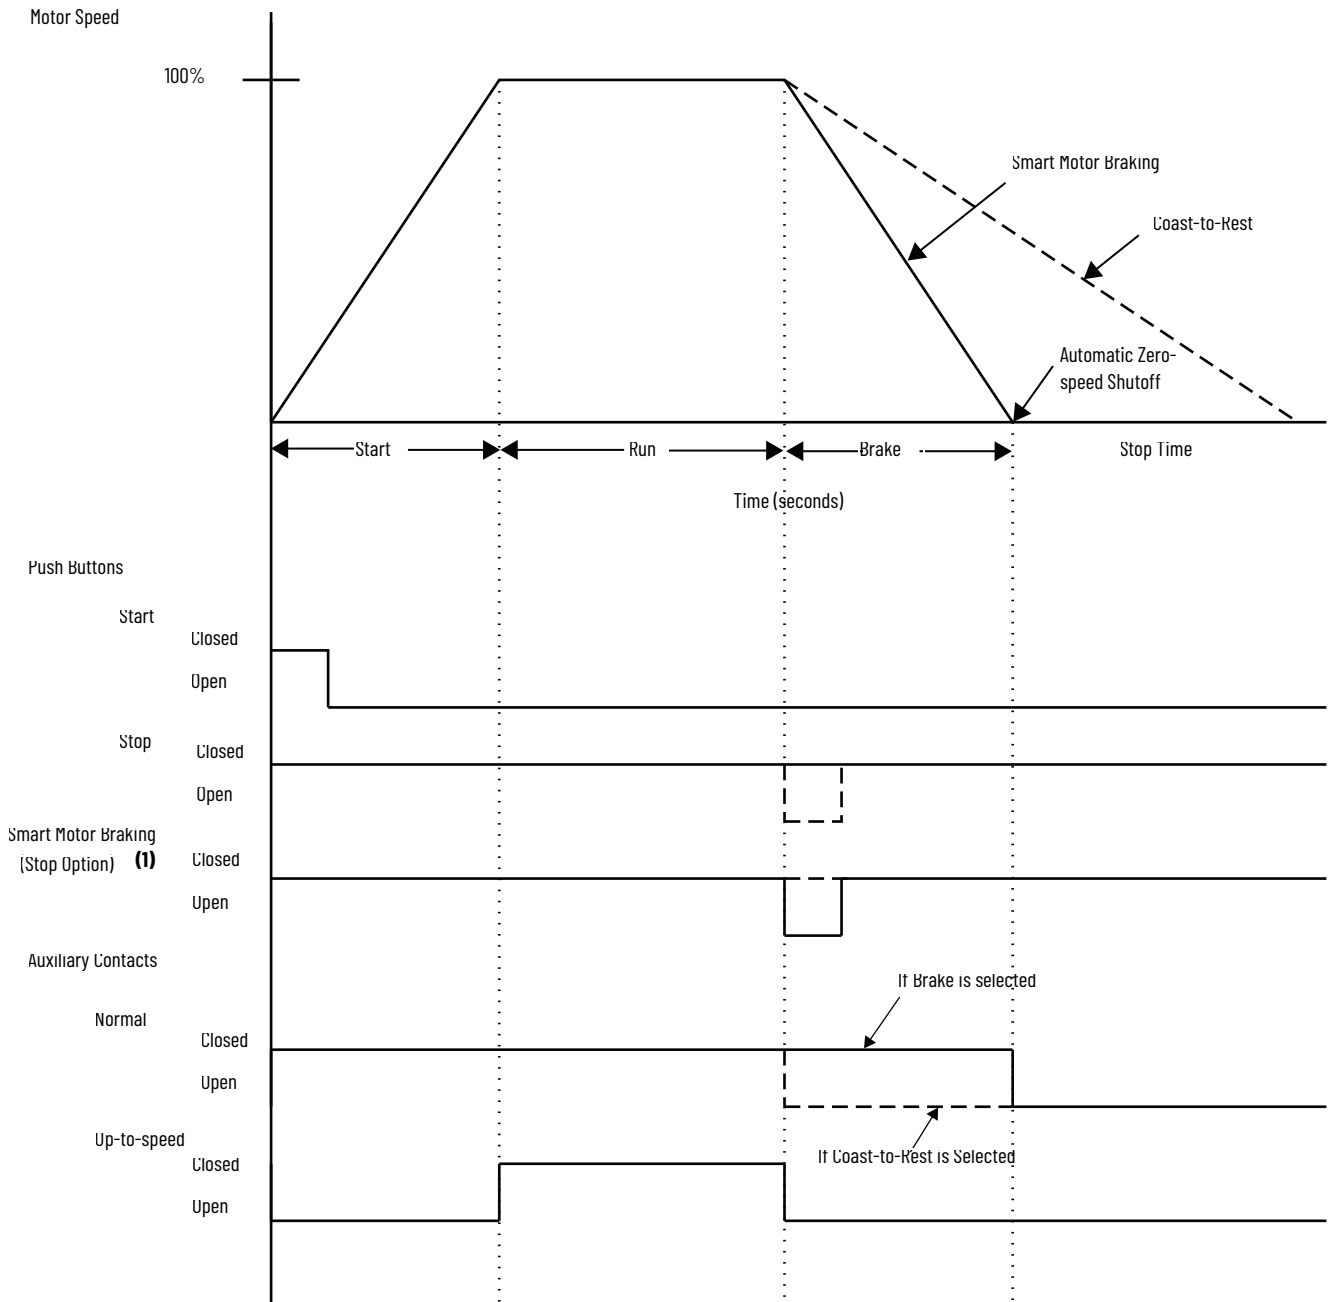 Motor Speed
100%
Smart Motor Braking
Coast-to-Rest
Automatic Zero-
speed Shutoff
Start
Run
Brake
Stop Time
Time (seconds)
Push Buttons
Start
Closed
Open
Stop
Closed
Open
Smart Motor Braking
(Stop Option) (1)
Closed
Open
Auxiliary Contacts
If Brake is selected
Normal
Closed
Open
Up-to-speed
If Coast-to-Rest is Selected
Closed
Open